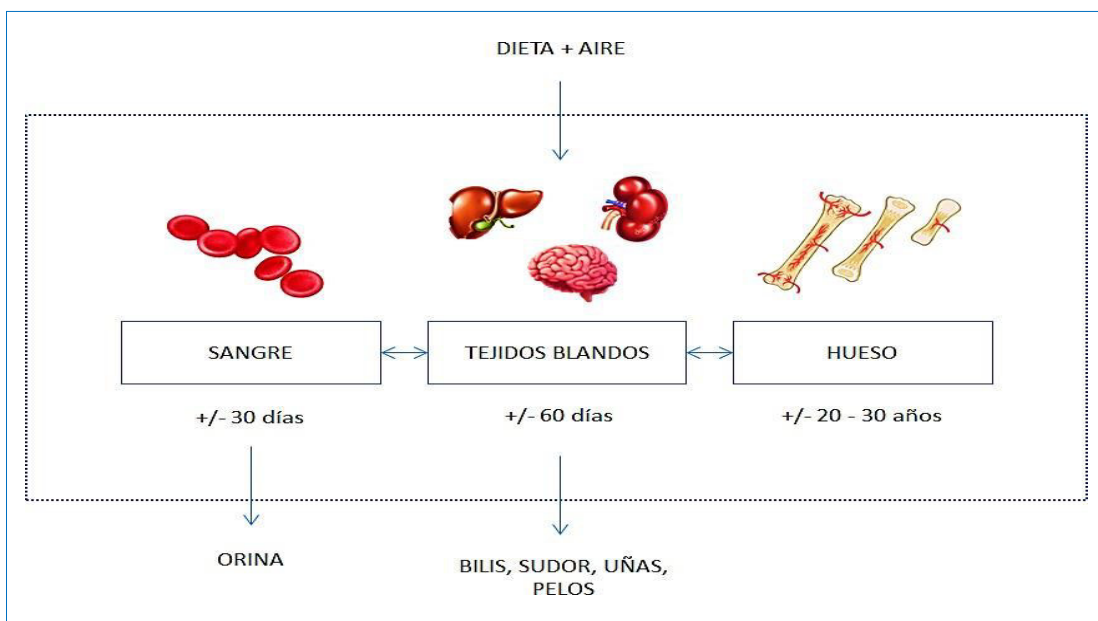 DIETA + AIRE
SANGRE
TEJIDOS BLANDOS
HUESO
+/- 30 días
+/- 60 días
+/- 20 - 30 años
ORINA
BILIS, SUDOR, UÑAS,
PELOS